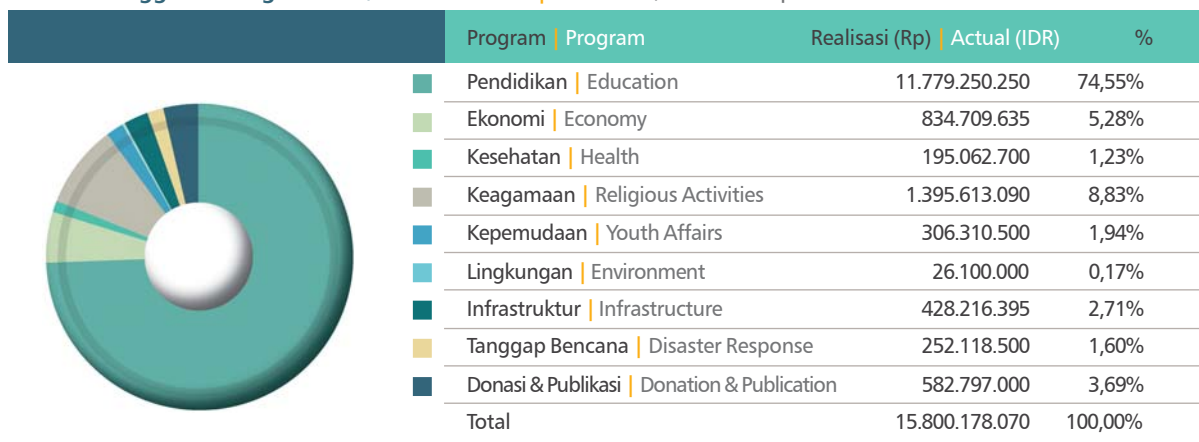 Program | Program Realisasi (Rp) | Actual (IDR) %
Pendidikan | Education 11.779.250.250 74,55%
Ekonomi | Economy 834.709.635 5,28%
Kesehatan | Health 195.062.700 1,23%
Keagamaan | Religious Activities 1.395.613.090 8,83%
Kepemudaan | Youth Affairs 306.310.500 1,94%
Lingkungan | Environment 26.100.000 0,17%
Infrastruktur | Infrastructure 428.216.395 2,71%
Tanggap Bencana | Disaster Response 252.118.500 1,60%
Donasi & Publikasi | Donation & Publication 582.797.000 3,69%
Total 15.800.178.070 100,00%